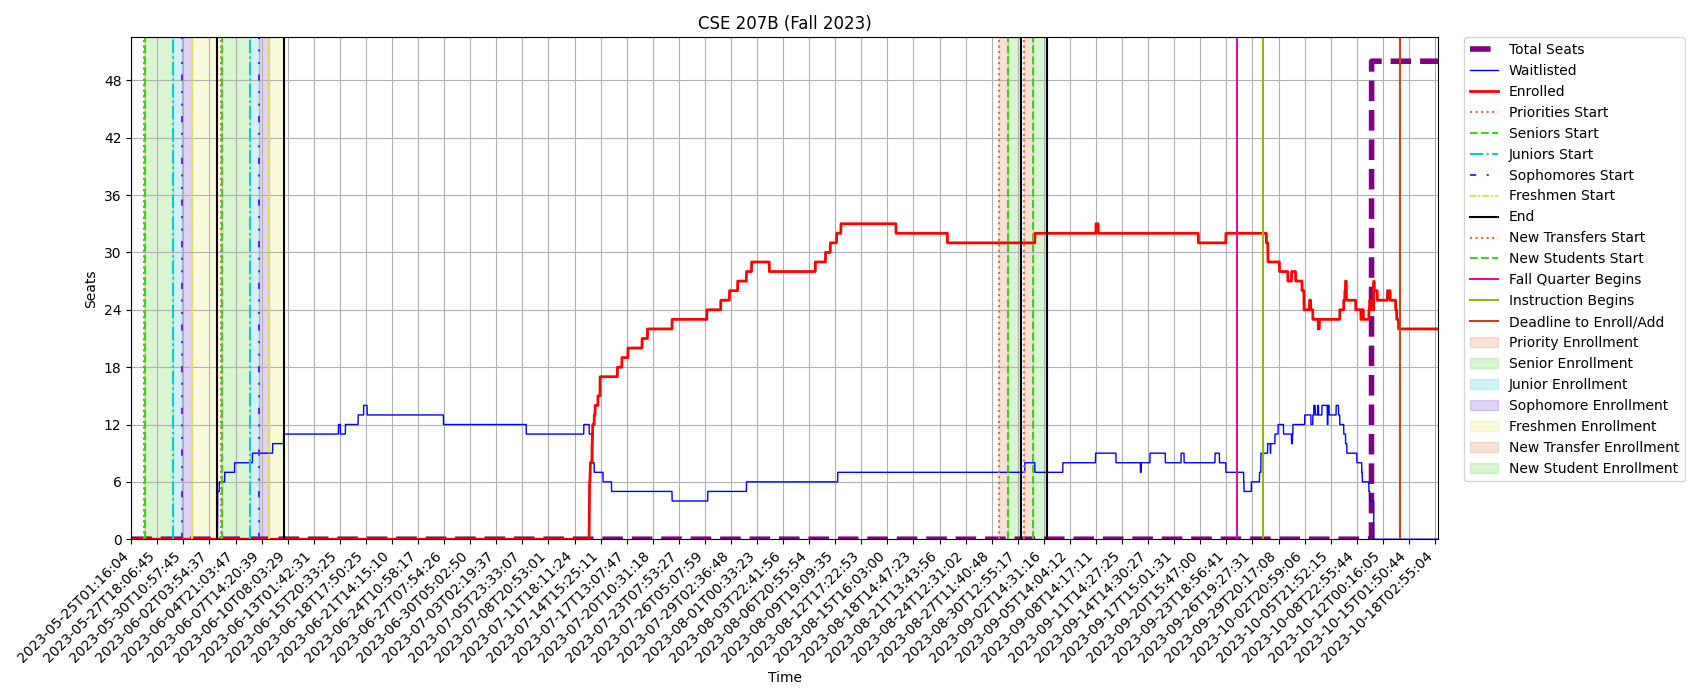 CSE 207B (Fall 2023)
Seats
48
42
36
30
24
18
12
6
0
2023-05-25T01:16:04
2023-05-27T18:06:45
2023-05-30T10:57:45
2023-06-02T03:54:37
2023-06-04T21:03:47
2023-06-07T14:20:39
2023-06-10T08:03:29
2023-06-13T01:42:31
2023-06-15T20:33:25
2023-06-18T17:50:25
2023-06-21T14:15:10
2023-06-24T10:58:17
2023-06-27T07:54:26
2023-06-30T05:02:50
2023-07-03T02:19:37
2023-07-05T23:33:07
2023-07-08T20:53:01
2023-07-11T18:11:24
2023-07-14T15:25:11
2023-07-17T13:07:47
2023-07-20T10:31:18
2023-07-23T07:53:27
2023-07-26T05:07:59
2023-07-29T02:36:48
2023-08-01T00:33:23
2023-08-03T22:41:56
2023-08-06T20:55:54
2023-08-09T19:09:35
2023-08-12T17:22:53
2023-08-15T16:03:00
2023-08-18T14:47:23
2023-08-21T13:43:56
2023-08-24T12:31:02
2023-08-27T11:40:48
2023-08-30T12:55:17
2023-09-02T14:31:16
2023-09-05T14:04:12
2023-09-08T14:17:11
2023-09-11T14:27:25
2023-09-14T14:30:27
2023-09-17T15:01:31
2023-09-20T15:47:00
2023-09-23T18:56:41
2023-09-26T19:27:31
2023-09-29T20:17:08
2023-10-02T20:59:06
2023-10-05T21:52:15
2023-10-08T22:55:44
2023-10-12T00:16:05
2023-10-15T01:50:44
2023-10-18T02:55:04
Time
Total Seats
Waitlisted
Enrolled
Priorities Start
Seniors Start
Juniors Start
Sophomores Start
Freshmen Start
End
New Transfers Start
New Students Start
Fall Quarter Begins
Instruction Begins
Deadline to Enroll/Add
Priority Enrollment
Senior Enrollment
Junior Enrollment
Sophomore Enrollment
Freshmen Enrollment
New Transfer Enrollment
New Student Enrollment